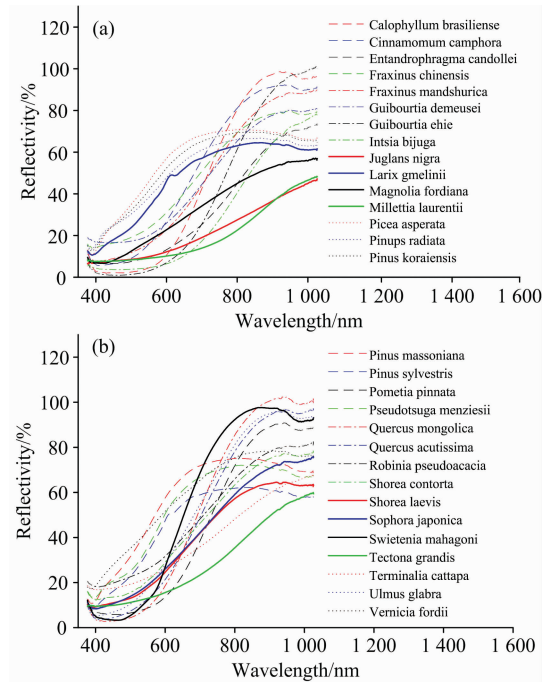 (a)
120
100
80
60
40
20
0
Reflectivity/%
400
600
800
1 000
1 200
1 400
1 600
Wavelength/nm
Calophyllum brasiliense
Cinnamomum camphora
Entandrophragma candollei
Fraxinus chinensis
Fraxinus mandshurica
Guibourtia demeusei
Guibourtia ehie
Intsia bijuga
Juglans nigra
Larix gmelinii
Magnolia fordiana
Millettia laurentii
Picea asperata
Pinups radiata
Pinus koraiensis
(b)
120
100
80
60
40
20
0
Reflectivity/%
400
600
800
1 000
1 200
1 400
1 600
Wavelength/nm
Pinus massoniana
Pinus sylvestris
Pometia pinnata
Pseudotsuga menziesii
Quercus mongolica
Quercus acutissima
Robinia pseudoacacia
Shorea contorta
Shorea laevis
Sophora japonica
Swietenia mahagoni
Tectona grandis
Terminalia cattapa
Ulmus glabra
Vernicia fordii